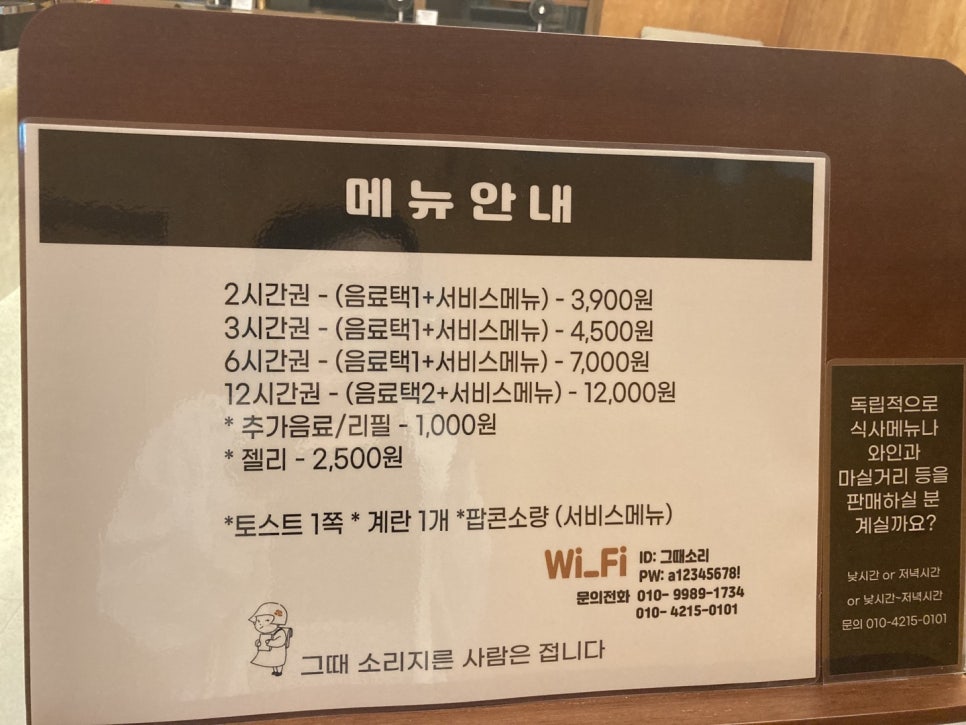 메뉴안내
2시간권 - (음료택1+서비스메뉴) - 3,900원
3시간권 - (음료택1+서비스메뉴) - 4,500원
6시간권 - (음료택1+서비스메뉴) - 7,000원
12시간권 - (음료택2+서비스메뉴) - 12,000원
* 추가음료/리필 - 1,000원
* 젤리 - 2,500원
*토스트 1쪽 * 계란 1개 *팝콘소량 (서비스메뉴)
Wi_Fi ID: 그때소리
PW: a12345678!
문의전화 010- 9989-1734
010- 4215-0101
그때 소리지른 사람은 접니다
독립적으로
식사메뉴나
와인과
마실거리 등을
판매하실 분
계실까요?
낮시간 or 저녁시간
or 낮시간~저녁시간
문의 010-4215-0101